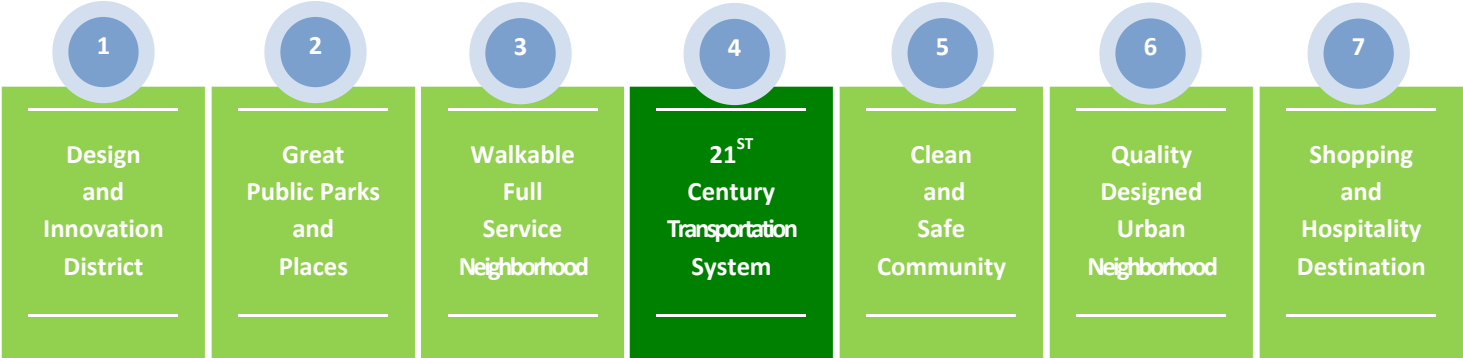 1
Design
and
Innovation
District
2
Great
Public Parks
and
Places
3
Walkable
Full
Service
Neighborhood
4
21ST
Century
Transportation
System
5
Clean
and
Safe
Community
6
Quality
Designed
Urban
Neighborhood
7
Shopping
and
Hospitality
Destination